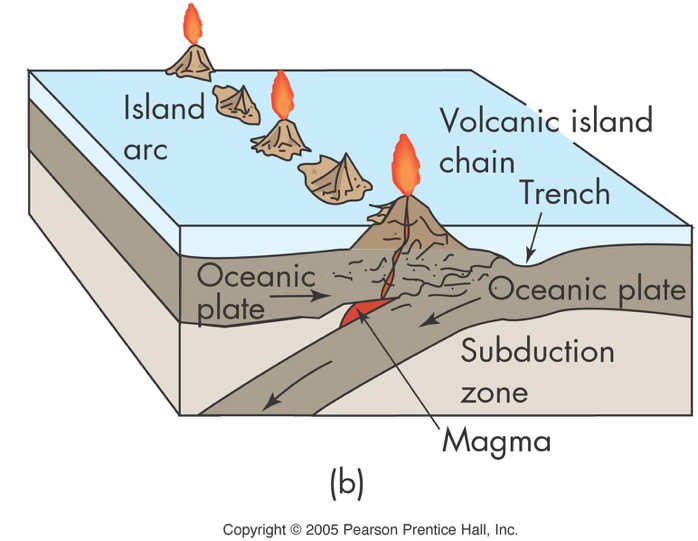 Island
arc
Volcanic island
chain
Trench
Oceanic
plate
Oceanic plate
Subduction
zone
Magma
(b)
Copyright © 2005 Pearson Prentice Hall, Inc.